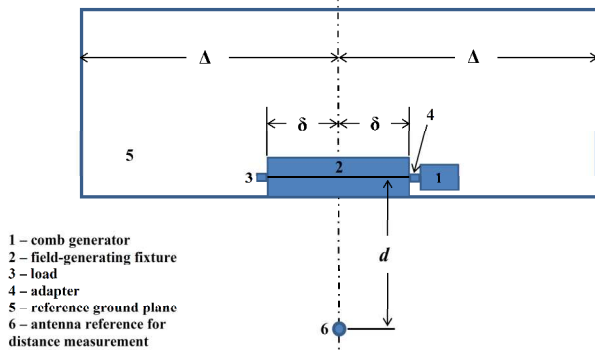 Δ Δ
δ δ
4
5
2
3
1
d
6
1 – comb generator
2 – field-generating fixture
3 – load
4 – adapter
5 – reference ground plane
6 – antenna reference for
distance measurement